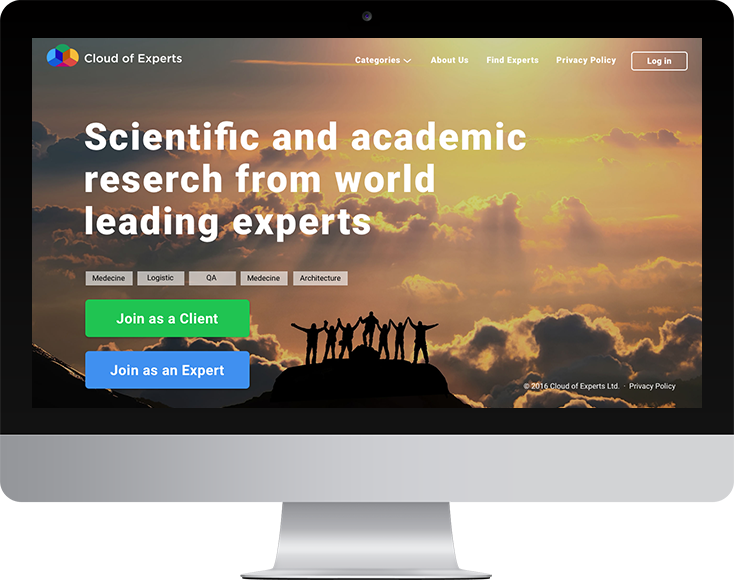 Cloud of Experts
Categories
About Us
Find Experts
Privacy Policy
Log in
Scientific and academic
reserch from world
leading experts
Medecine
Logistic
QA
Medecine
Architecture
Join as a Client
Join as an Expert
© 2016 Cloud of Experts Ltd. · Privacy Policy